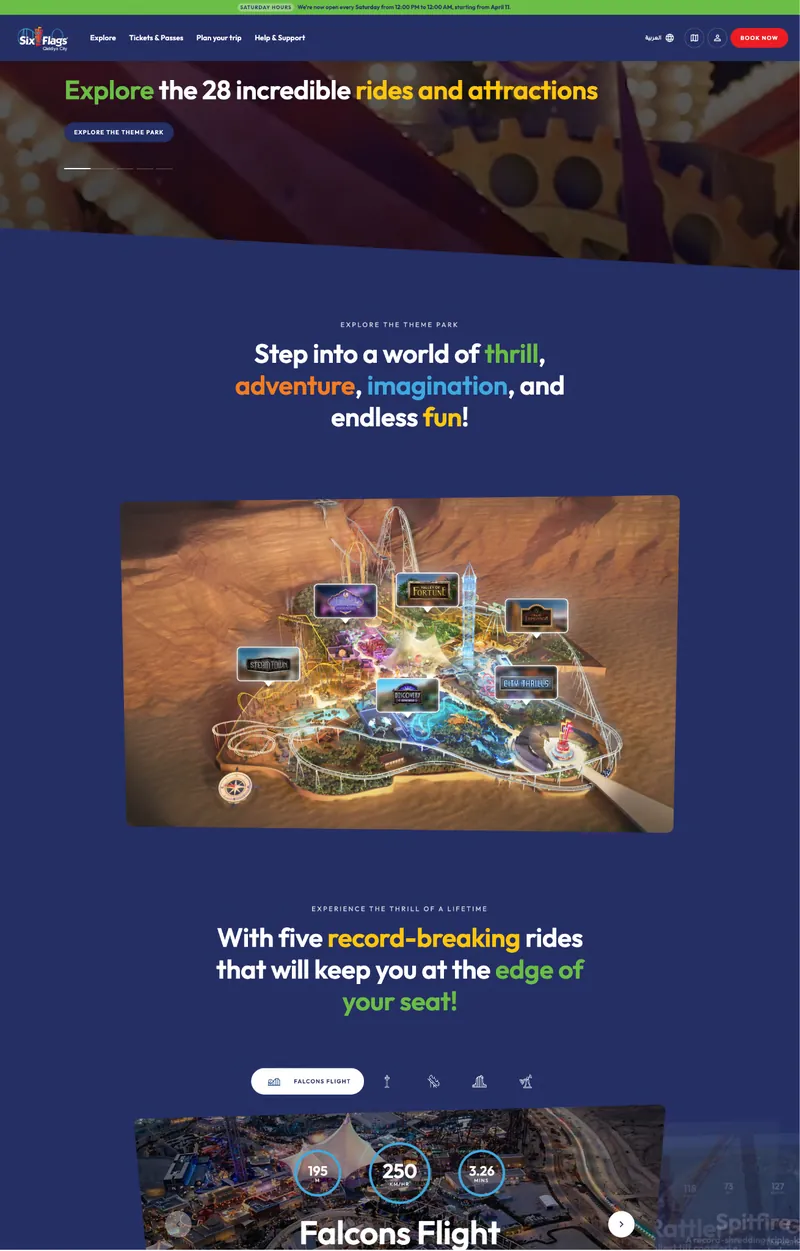 SATURDAY HOURS We're now open every Saturday from 12:00 PM to 12:00 AM, starting from April 11.
Six Flags
Qiddiya City
Explore
Tickets & Passes
Plan your trip
Help & Support
العربية
BOOK NOW
Explore the 28 incredible rides and attractions
EXPLORE THE THEME PARK
EXPLORE THE THEME PARK
Step into a world of thrill,
adventure, imagination, and
endless fun!
VALLEY OF
FORTUNE
STEAM TOWN
DISCOVERY
CITY THRILLS
EXPERIENCE THE THRILL OF A LIFETIME
With five record-breaking rides
that will keep you at the edge of
your seat!
FALCONS FLIGHT
195
M
250
KM/HR
3.26
MINS
118
73
127
Falcons Flight
Spitfire